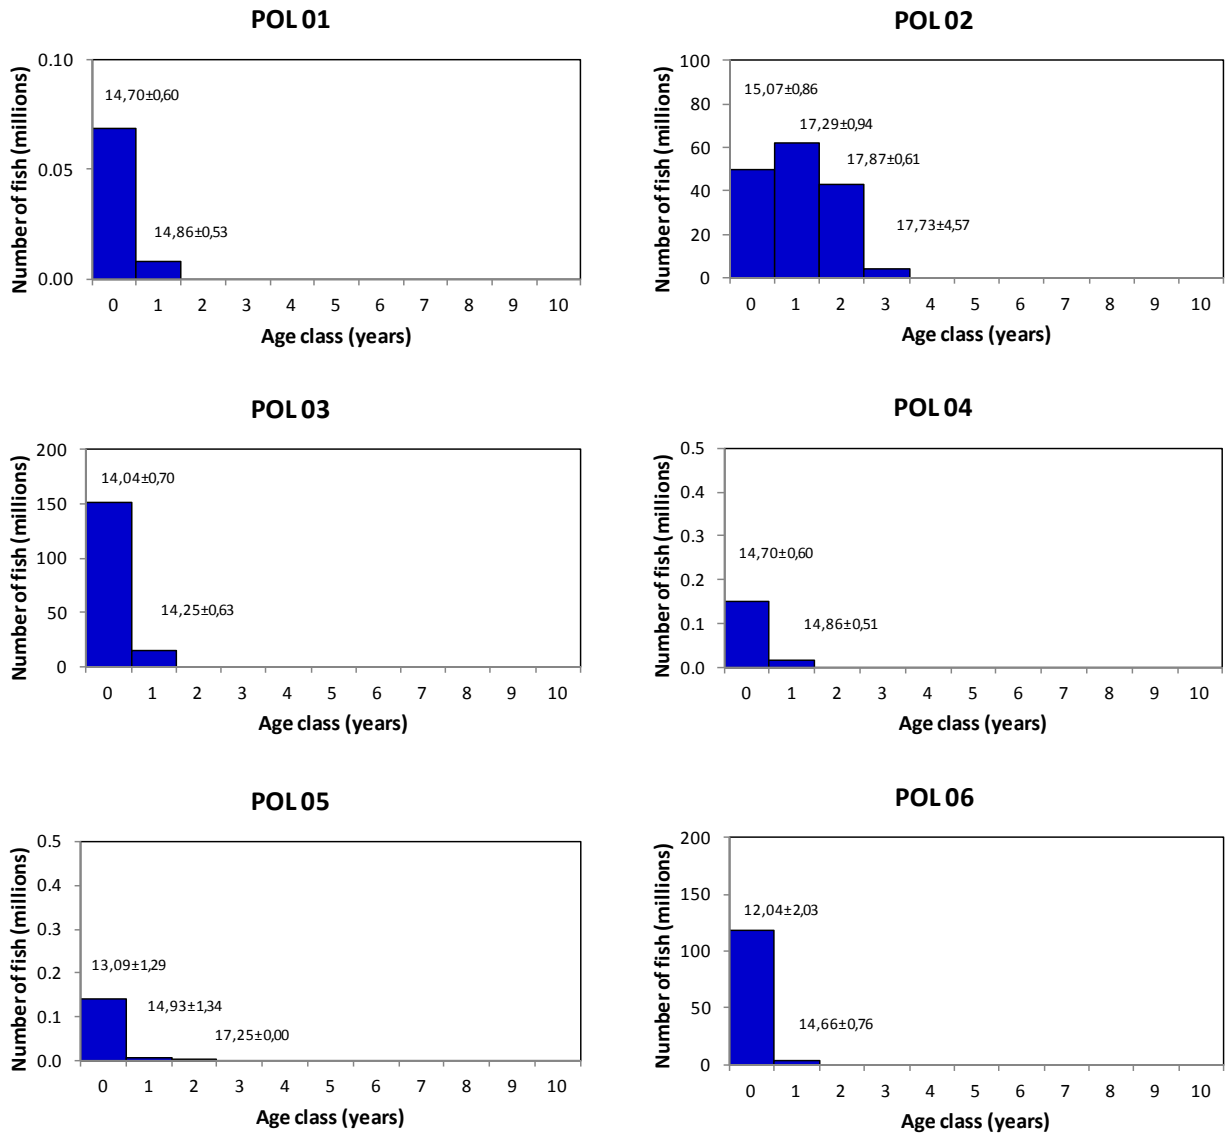 POL 01
Number of fish (millions)
0.10
0.05
0.00
14,70±0,60
14,86±0,53
0 1 2 3 4 5 6 7 8 9 10
Age class (years)
POL 02
Number of fish (millions)
100
80
60
40
20
0
15,07±0,86
17,29±0,94
17,87±0,61
17,73±4,57
0 1 2 3 4 5 6 7 8 9 10
Age class (years)
POL 03
Number of fish (millions)
200
150
100
50
0
14,04±0,70
14,25±0,63
0 1 2 3 4 5 6 7 8 9 10
Age class (years)
POL 04
Number of fish (millions)
0.5
0.4
0.3
0.2
0.1
0.0
14,70±0,60
14,86±0,51
0 1 2 3 4 5 6 7 8 9 10
Age class (years)
POL 05
Number of fish (millions)
0.5
0.4
0.3
0.2
0.1
0.0
13,09±1,29
14,93±1,34
17,25±0,00
0 1 2 3 4 5 6 7 8 9 10
Age class (years)
POL 06
Number of fish (millions)
200
150
100
50
0
12,04±2,03
14,66±0,76
0 1 2 3 4 5 6 7 8 9 10
Age class (years)